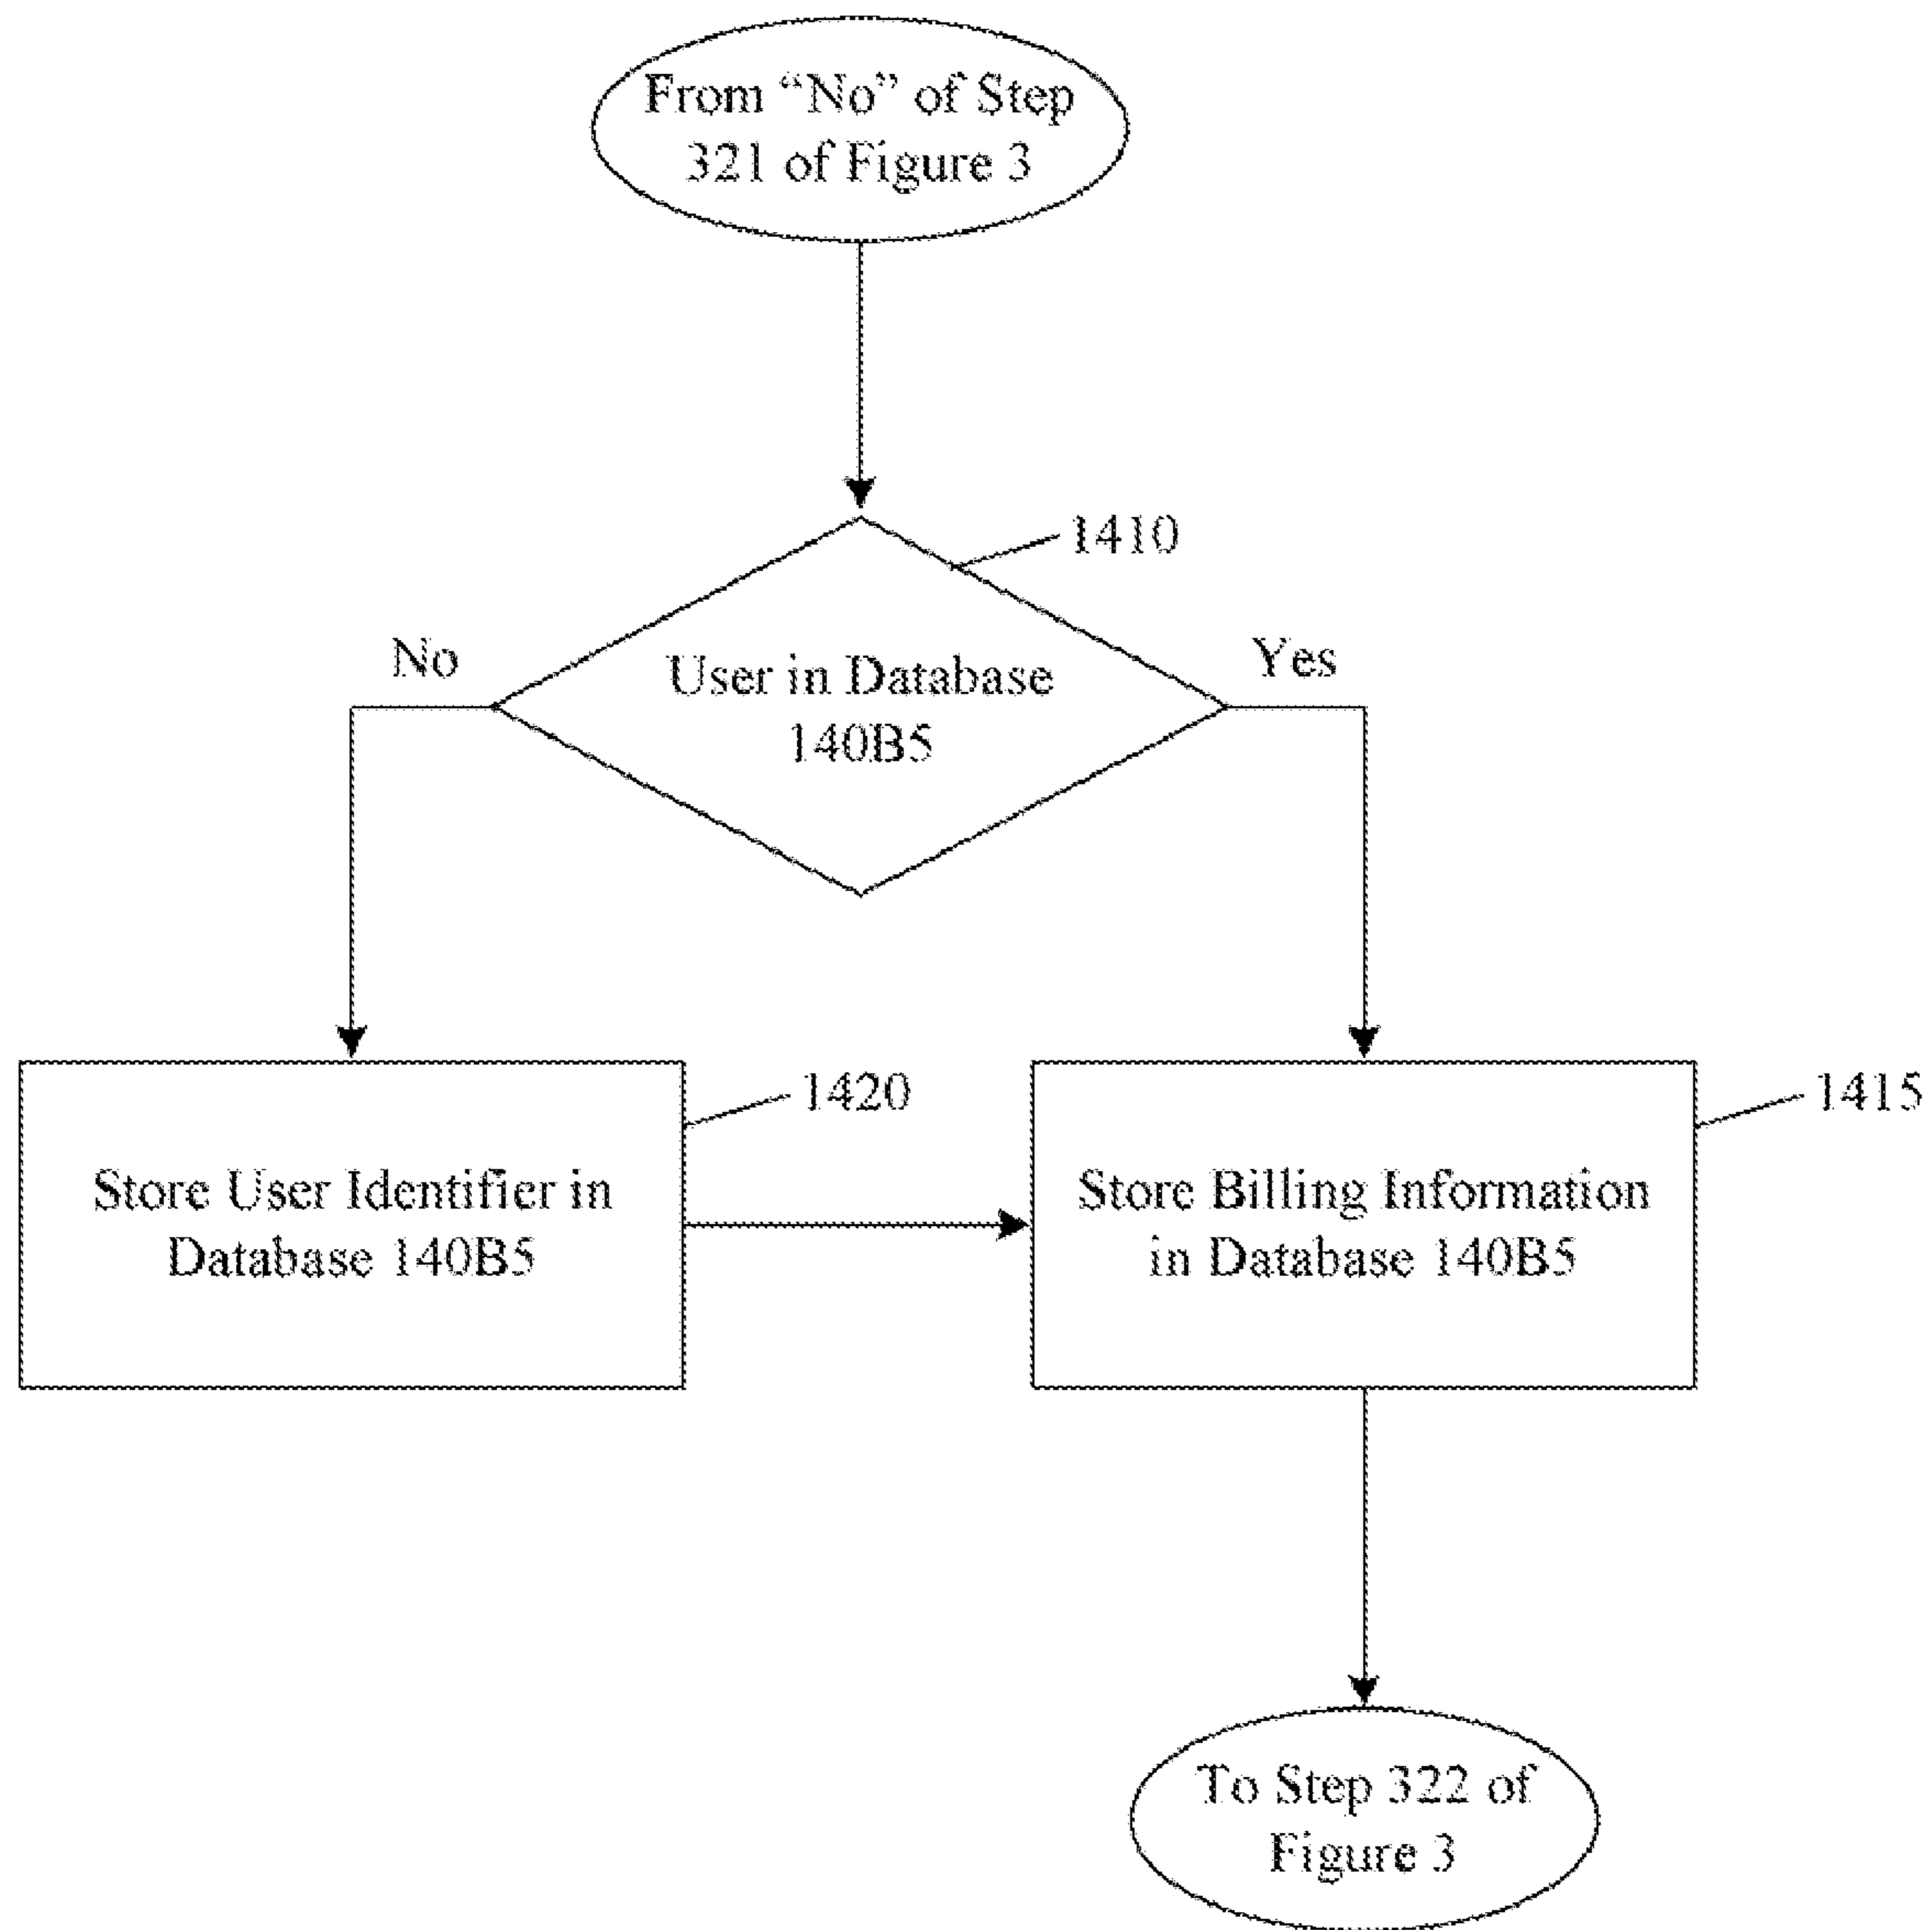 From “No” of Step
321 of Figure 3
1410
No
Yes
User in Database
140B5
1420
1415
Store User Identifier in
Database 140B5
Store Billing Information
in Database 140B5
To Step 322 of
Figure 3